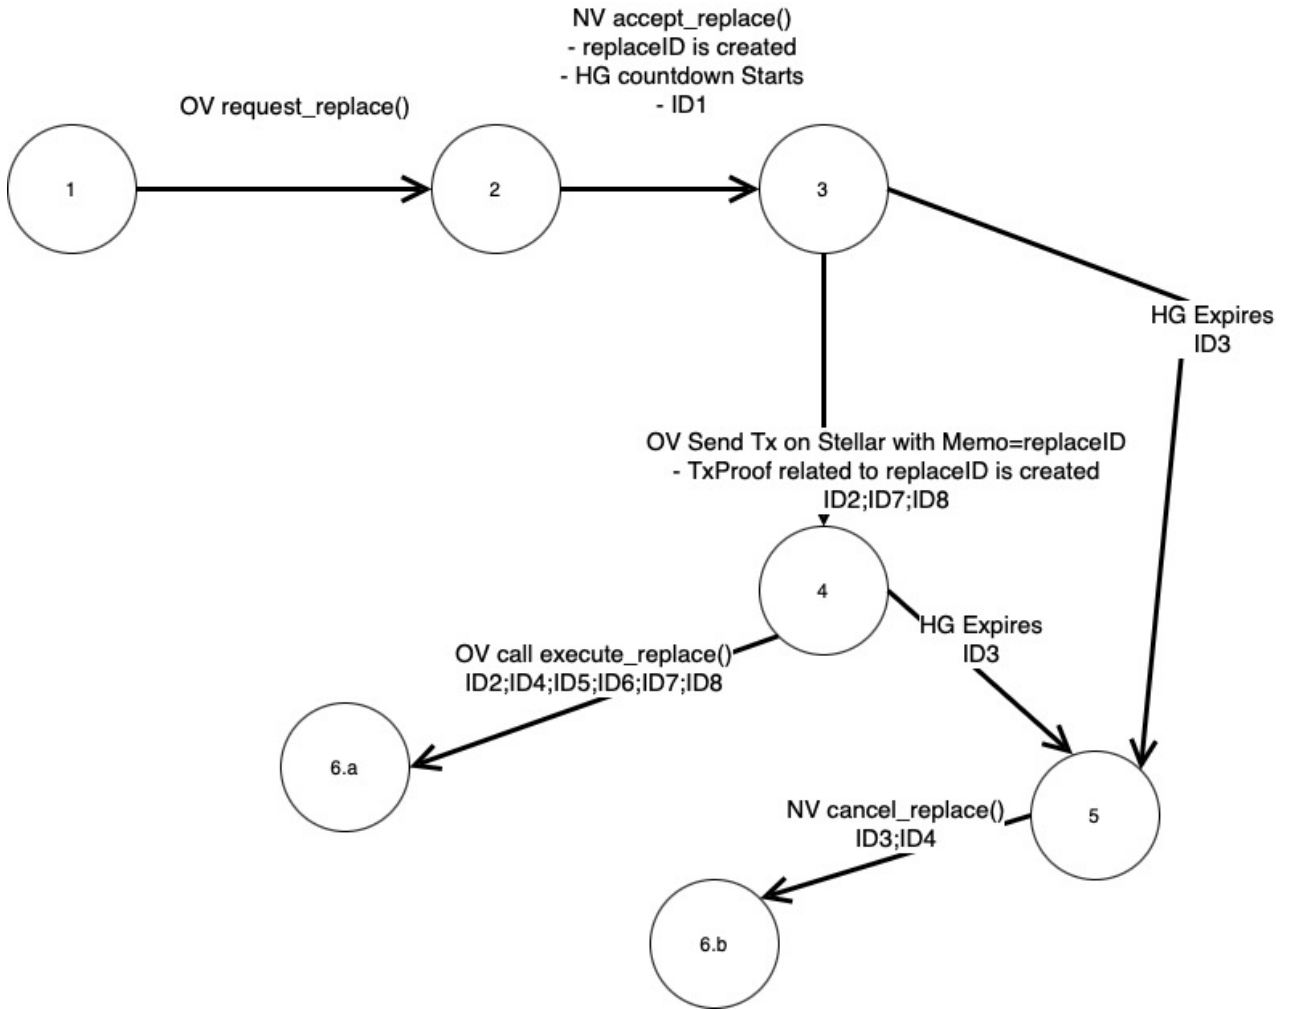 NV accept_replace()
- replaceID is created
- HG countdown Starts
- ID1
OV request_replace()
1
2
3
HG Expires
ID3
OV Send Tx on Stellar with Memo=replaceID
- TxProof related to replaceID is created
ID2;ID7;ID8
4
HG Expires
ID3
OV call execute_replace()
ID2;ID4;ID5;ID6;ID7;ID8
6.a
NV cancel_replace()
ID3;ID4
5
6.b